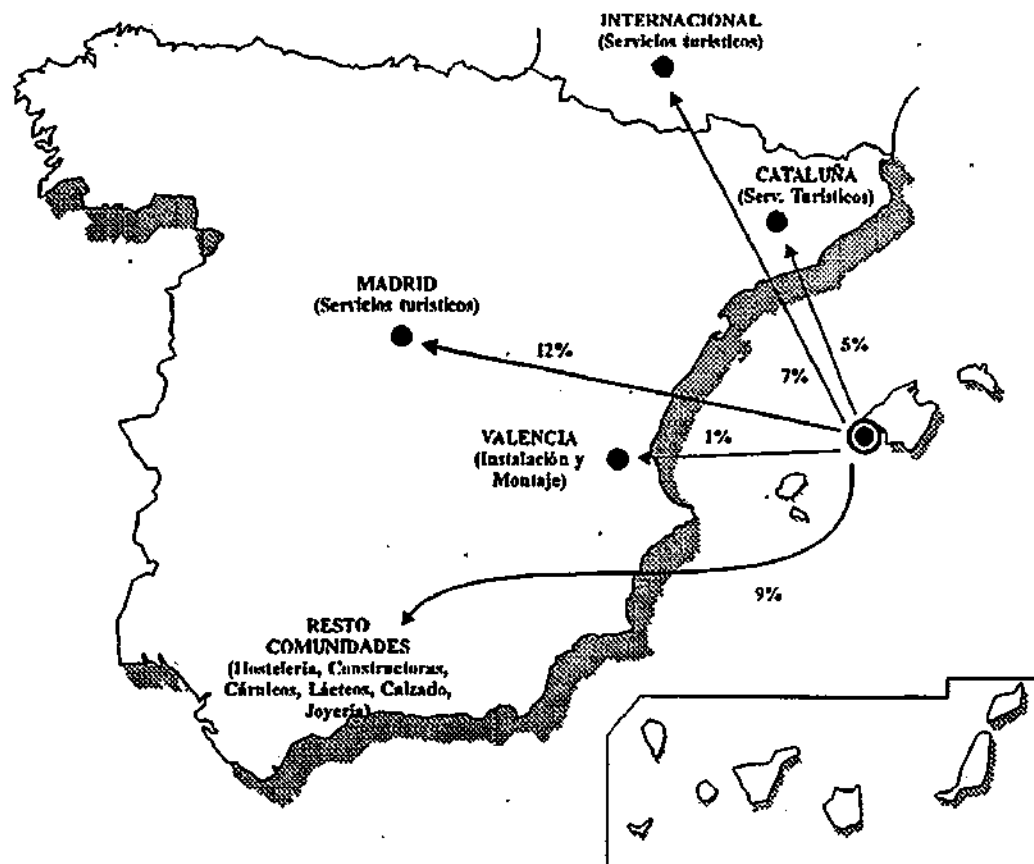 INTERNACIONAL
(Servicios turísticos)
CATALUÑA
(Serv. Turísticos)
MADRID
(Servicios turísticos)
12%
5%
7%
VALENCIA
(Instalación y
Montaje)
1%
9%
RESTO
COMUNIDADES
(Hostelería, Constructoras,
Cárnicos, Lácteos, Calzado,
Joyería)